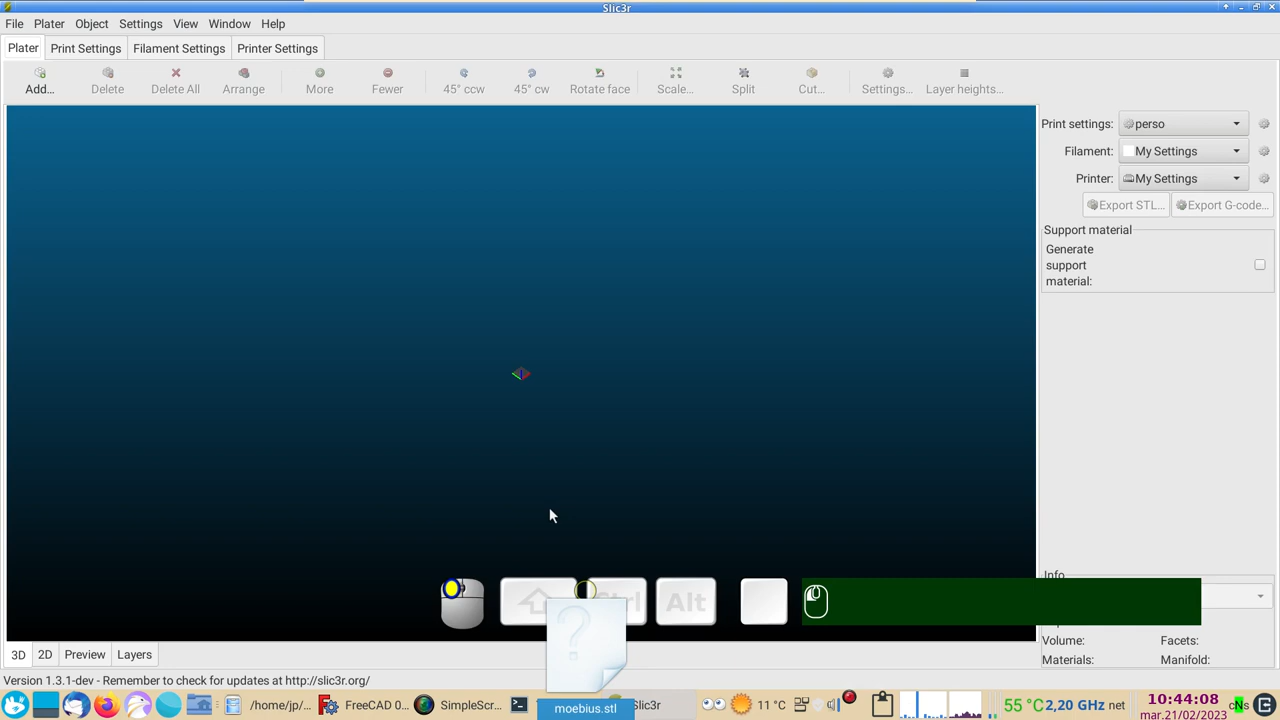 Slic3r
File Plater Object Settings View Window Help
Plater Print Settings Filament Settings Printer Settings
Add... Delete Delete All Arrange More Fewer 45° ccw 45° cw Rotate face Scale... Split Cut... Settings... Layer heights...
Print settings: perso
Filament: My Settings
Printer: My Settings
Export STL... Export G-code...
Support material
Generate
support
material:
Info
Alt
Volume: Facets:
Materials: Manifold:
3D 2D Preview Layers
Version 1.3.1-dev - Remember to check for updates at http://slic3r.org/
/home/jp/... FreeCAD 0... SimpleScr... moebius.stl 11 °C 55 °C 2,20 GHz net
10:44:08
mar.21/02/2023